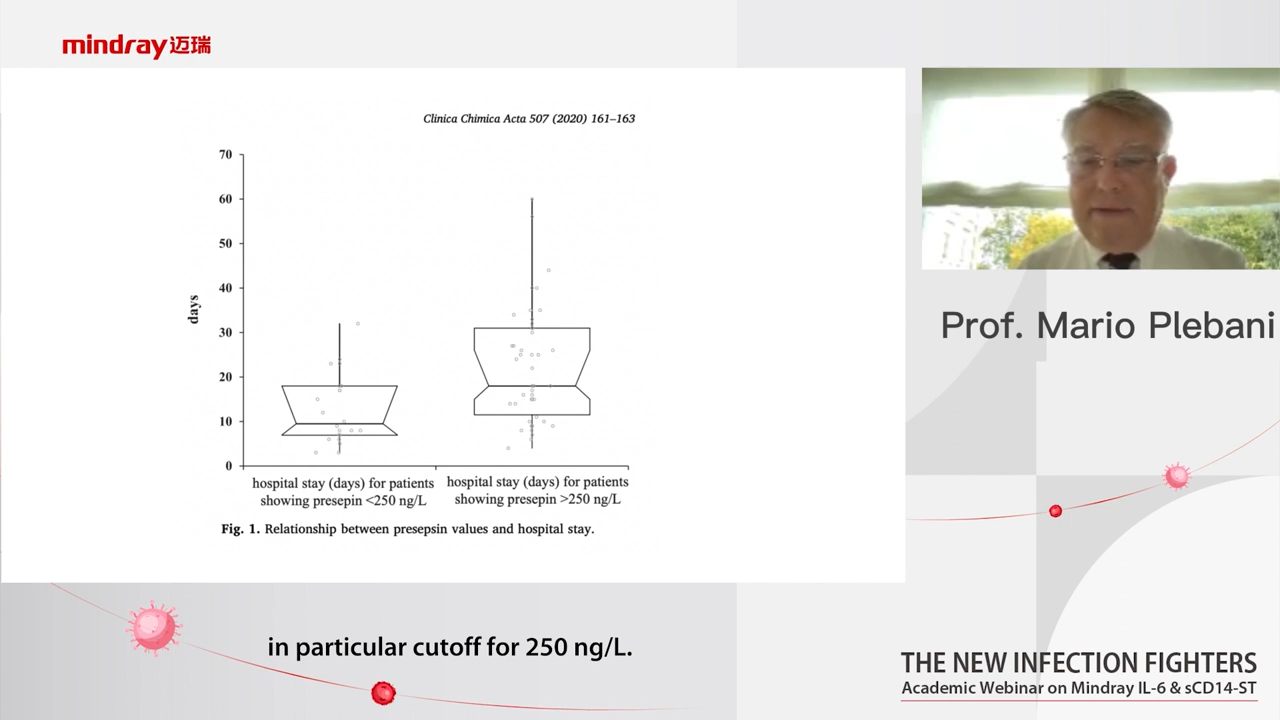 mindray迈瑞
Clinica Chimica Acta 507 (2020) 161–163
70
60
50
40
30
20
10
0
days
hospital stay (days) for patients
showing presepin <250 ng/L
hospital stay (days) for patients
showing presepin >250 ng/L
Fig. 1. Relationship between presepsin values and hospital stay.
Prof. Mario Plebani
in particular cutoff for 250 ng/L.
THE NEW INFECTION FIGHTERS
Academic Webinar on Mindray IL-6 & sCD14-ST